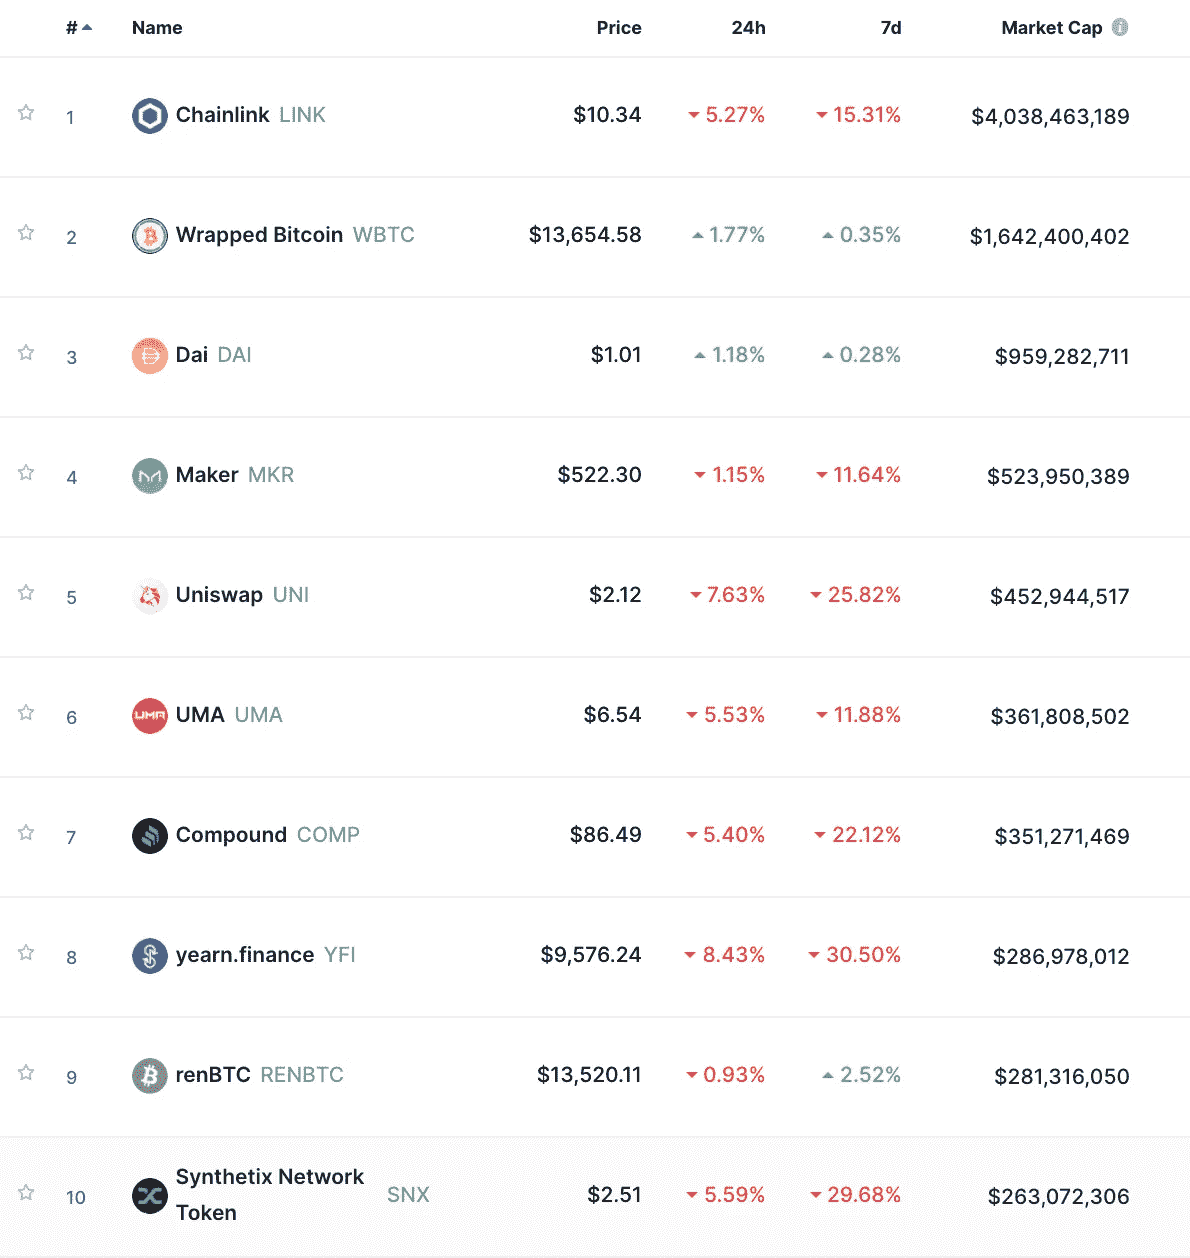 # Name Price 24h 7d Market Cap
1 Chainlink LINK $10.34 5.27% 15.31% $4,038,463,189
2 Wrapped Bitcoin WBTC $13,654.58 1.77% 0.35% $1,642,400,402
3 Dai DAI $1.01 1.18% 0.28% $959,282,711
4 Maker MKR $522.30 1.15% 11.64% $523,950,389
5 Uniswap UNI $2.12 7.63% 25.82% $452,944,517
6 UMA UMA $6.54 5.53% 11.88% $361,808,502
7 Compound COMP $86.49 5.40% 22.12% $351,271,469
8 yearn.finance YFI $9,576.24 8.43% 30.50% $286,978,012
9 renBTC RENBTC $13,520.11 0.93% 2.52% $281,316,050
Synthetix Network
10 SNX $2.51 5.59% 29.68% $263,072,306
Token